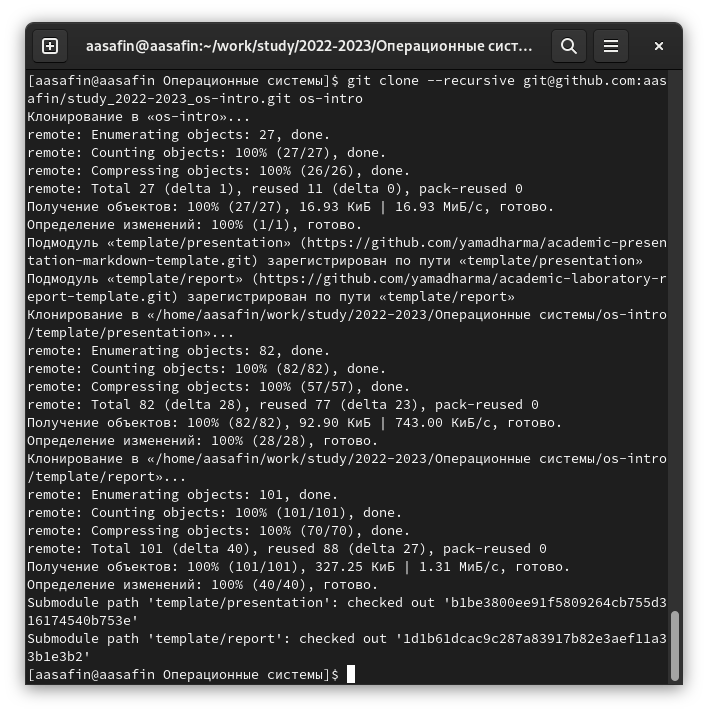 aasafin@aasafin:~/work/study/2022-2023/Операционные сист...
[aasafin@aasafin Операционные системы]$ git clone --recursive git@github.com:aas
afin/study_2022-2023_os-intro.git os-intro
Клонирование в «os-intro»...
remote: Enumerating objects: 27, done.
remote: Counting objects: 100% (27/27), done.
remote: Compressing objects: 100% (26/26), done.
remote: Total 27 (delta 1), reused 11 (delta 0), pack-reused 0
Получение объектов: 100% (27/27), 16.93 КиБ | 16.93 МиБ/с, готово.
Определение изменений: 100% (1/1), готово.
Подмодуль «template/presentation» (https://github.com/yamadharma/academic-presen
tation-markdown-template.git) зарегистрирован по пути «template/presentation»
Подмодуль «template/report» (https://github.com/yamadharma/academic-laboratory-r
eport-template.git) зарегистрирован по пути «template/report»
Клонирование в «/home/aasafin/work/study/2022-2023/Операционные системы/os-intro
/template/presentation»...
remote: Enumerating objects: 82, done.
remote: Counting objects: 100% (82/82), done.
remote: Compressing objects: 100% (57/57), done.
remote: Total 82 (delta 28), reused 77 (delta 23), pack-reused 0
Получение объектов: 100% (82/82), 92.90 КиБ | 743.00 КиБ/с, готово.
Определение изменений: 100% (28/28), готово.
Клонирование в «/home/aasafin/work/study/2022-2023/Операционные системы/os-intro
/template/report»...
remote: Enumerating objects: 101, done.
remote: Counting objects: 100% (101/101), done.
remote: Compressing objects: 100% (70/70), done.
remote: Total 101 (delta 40), reused 88 (delta 27), pack-reused 0
Получение объектов: 100% (101/101), 327.25 КиБ | 1.31 МиБ/с, готово.
Определение изменений: 100% (40/40), готово.
Submodule path 'template/presentation': checked out 'b1be3800ee91f5809264cb755d3
16174540b753e'
Submodule path 'template/report': checked out '1d1b61dcac9c287a83917b82e3aef11a3
3b1e3b2'
[aasafin@aasafin Операционные системы]$